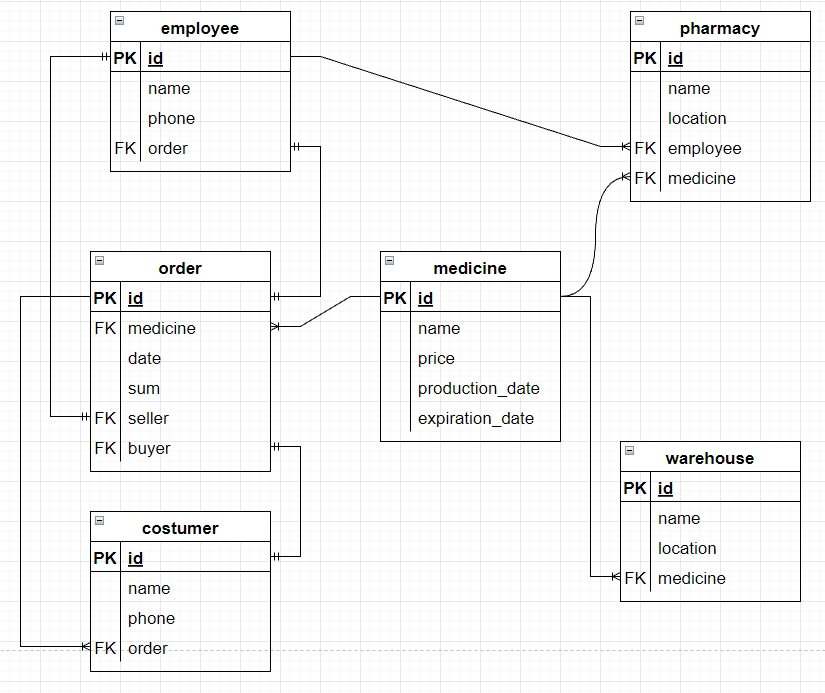 employee
PK id
name
phone
FK order
pharmacy
PK id
name
location
FK employee
FK medicine
order
PK id
FK medicine
date
sum
FK seller
FK buyer
medicine
PK id
name
price
production_date
expiration_date
costumer
PK id
name
phone
FK order
warehouse
PK id
name
location
FK medicine